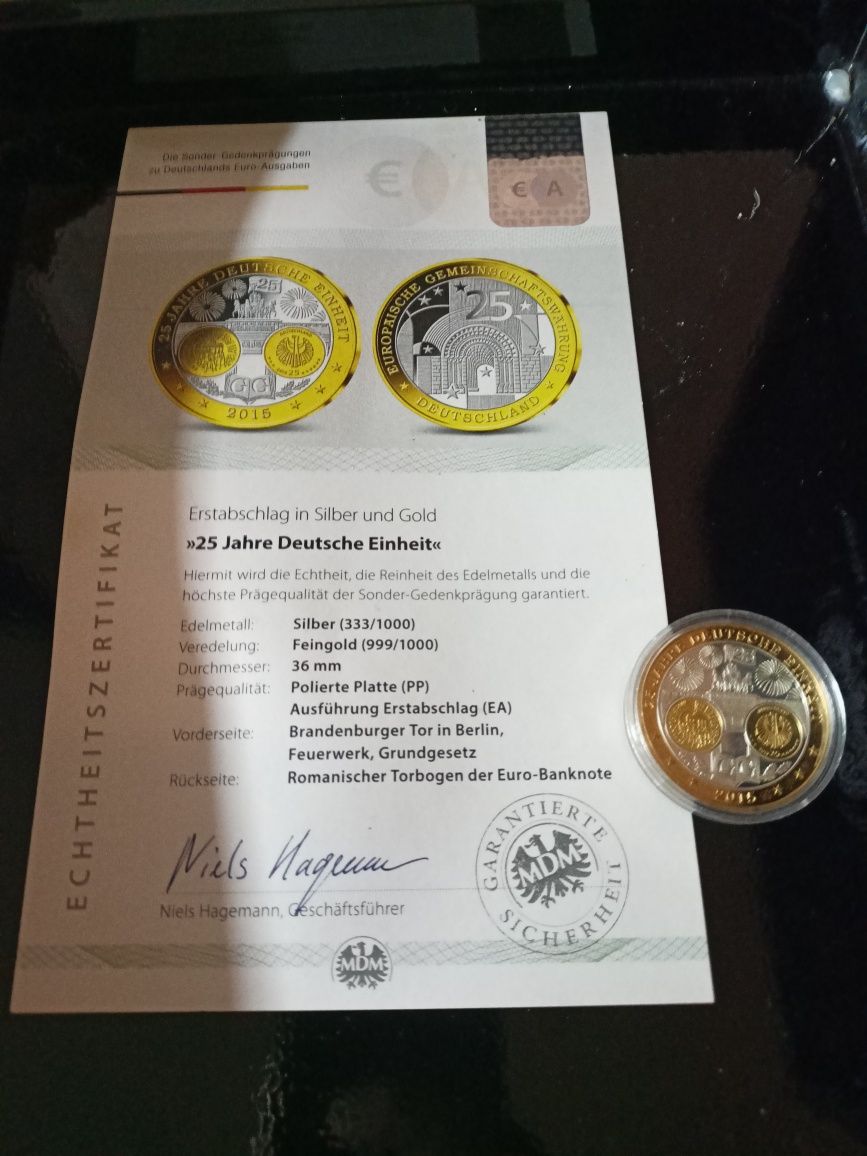 Die Sonder-Gedenkprägungen
zu Deutschlands Euro-Ausgaben
€ A
€ A
25 JAHRE DEUTSCHE EINHEIT
25
GG
2015
EUROPÄISCHE GEMEINSCHAFTSWÄHRUNG
25
DEUTSCHLAND
ECHTHEITSZERTIFIKAT
Erstabschlag in Silber und Gold
»25 Jahre Deutsche Einheit«
Hiermit wird die Echtheit, die Reinheit des Edelmetalls und die
höchste Prägequalität der Sonder-Gedenkprägung garantiert.
Edelmetall: Silber (333/1000)
Veredelung: Feingold (999/1000)
Durchmesser: 36 mm
Prägequalität: Polierte Platte (PP)
Ausführung Erstabschlag (EA)
Vorderseite: Brandenburger Tor in Berlin,
Feuerwerk, Grundgesetz
Rückseite: Romanischer Torbogen der Euro-Banknote
Niels Hagemann
Niels Hagemann, Geschäftsführer
GARANTIERTE
MDM
SICHERHEIT
MDM
25 JAHRE DEUTSCHE EINHEIT
25
GG
2015